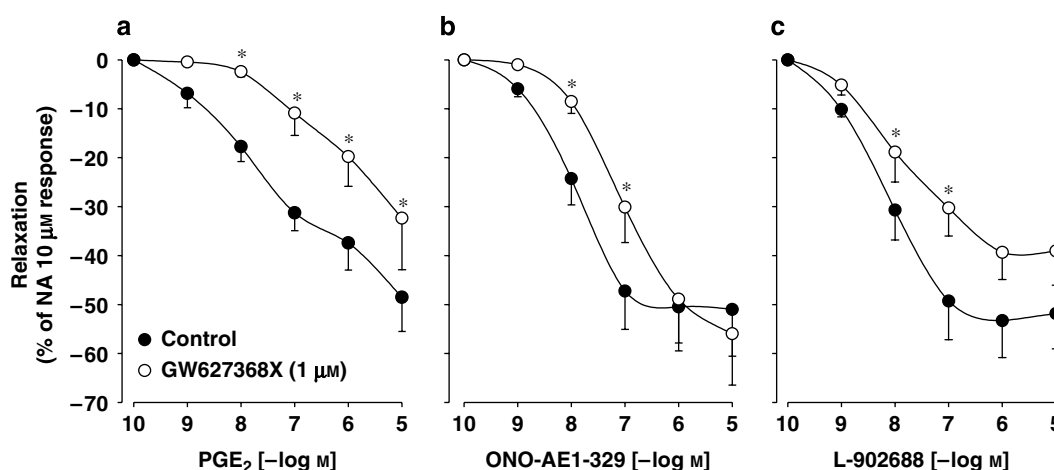 a b c
0
−10
−20
−30
−40
−50
−60
−70
Relaxation
(% of NA 10 μM response)
* * * *
* *
* *
Control
GW627368X (1 μM)
10 9 8 7 6 5 10 9 8 7 6 5 10 9 8 7 6 5
PGE2 [−log M] ONO-AE1-329 [−log M] L-902688 [−log M]